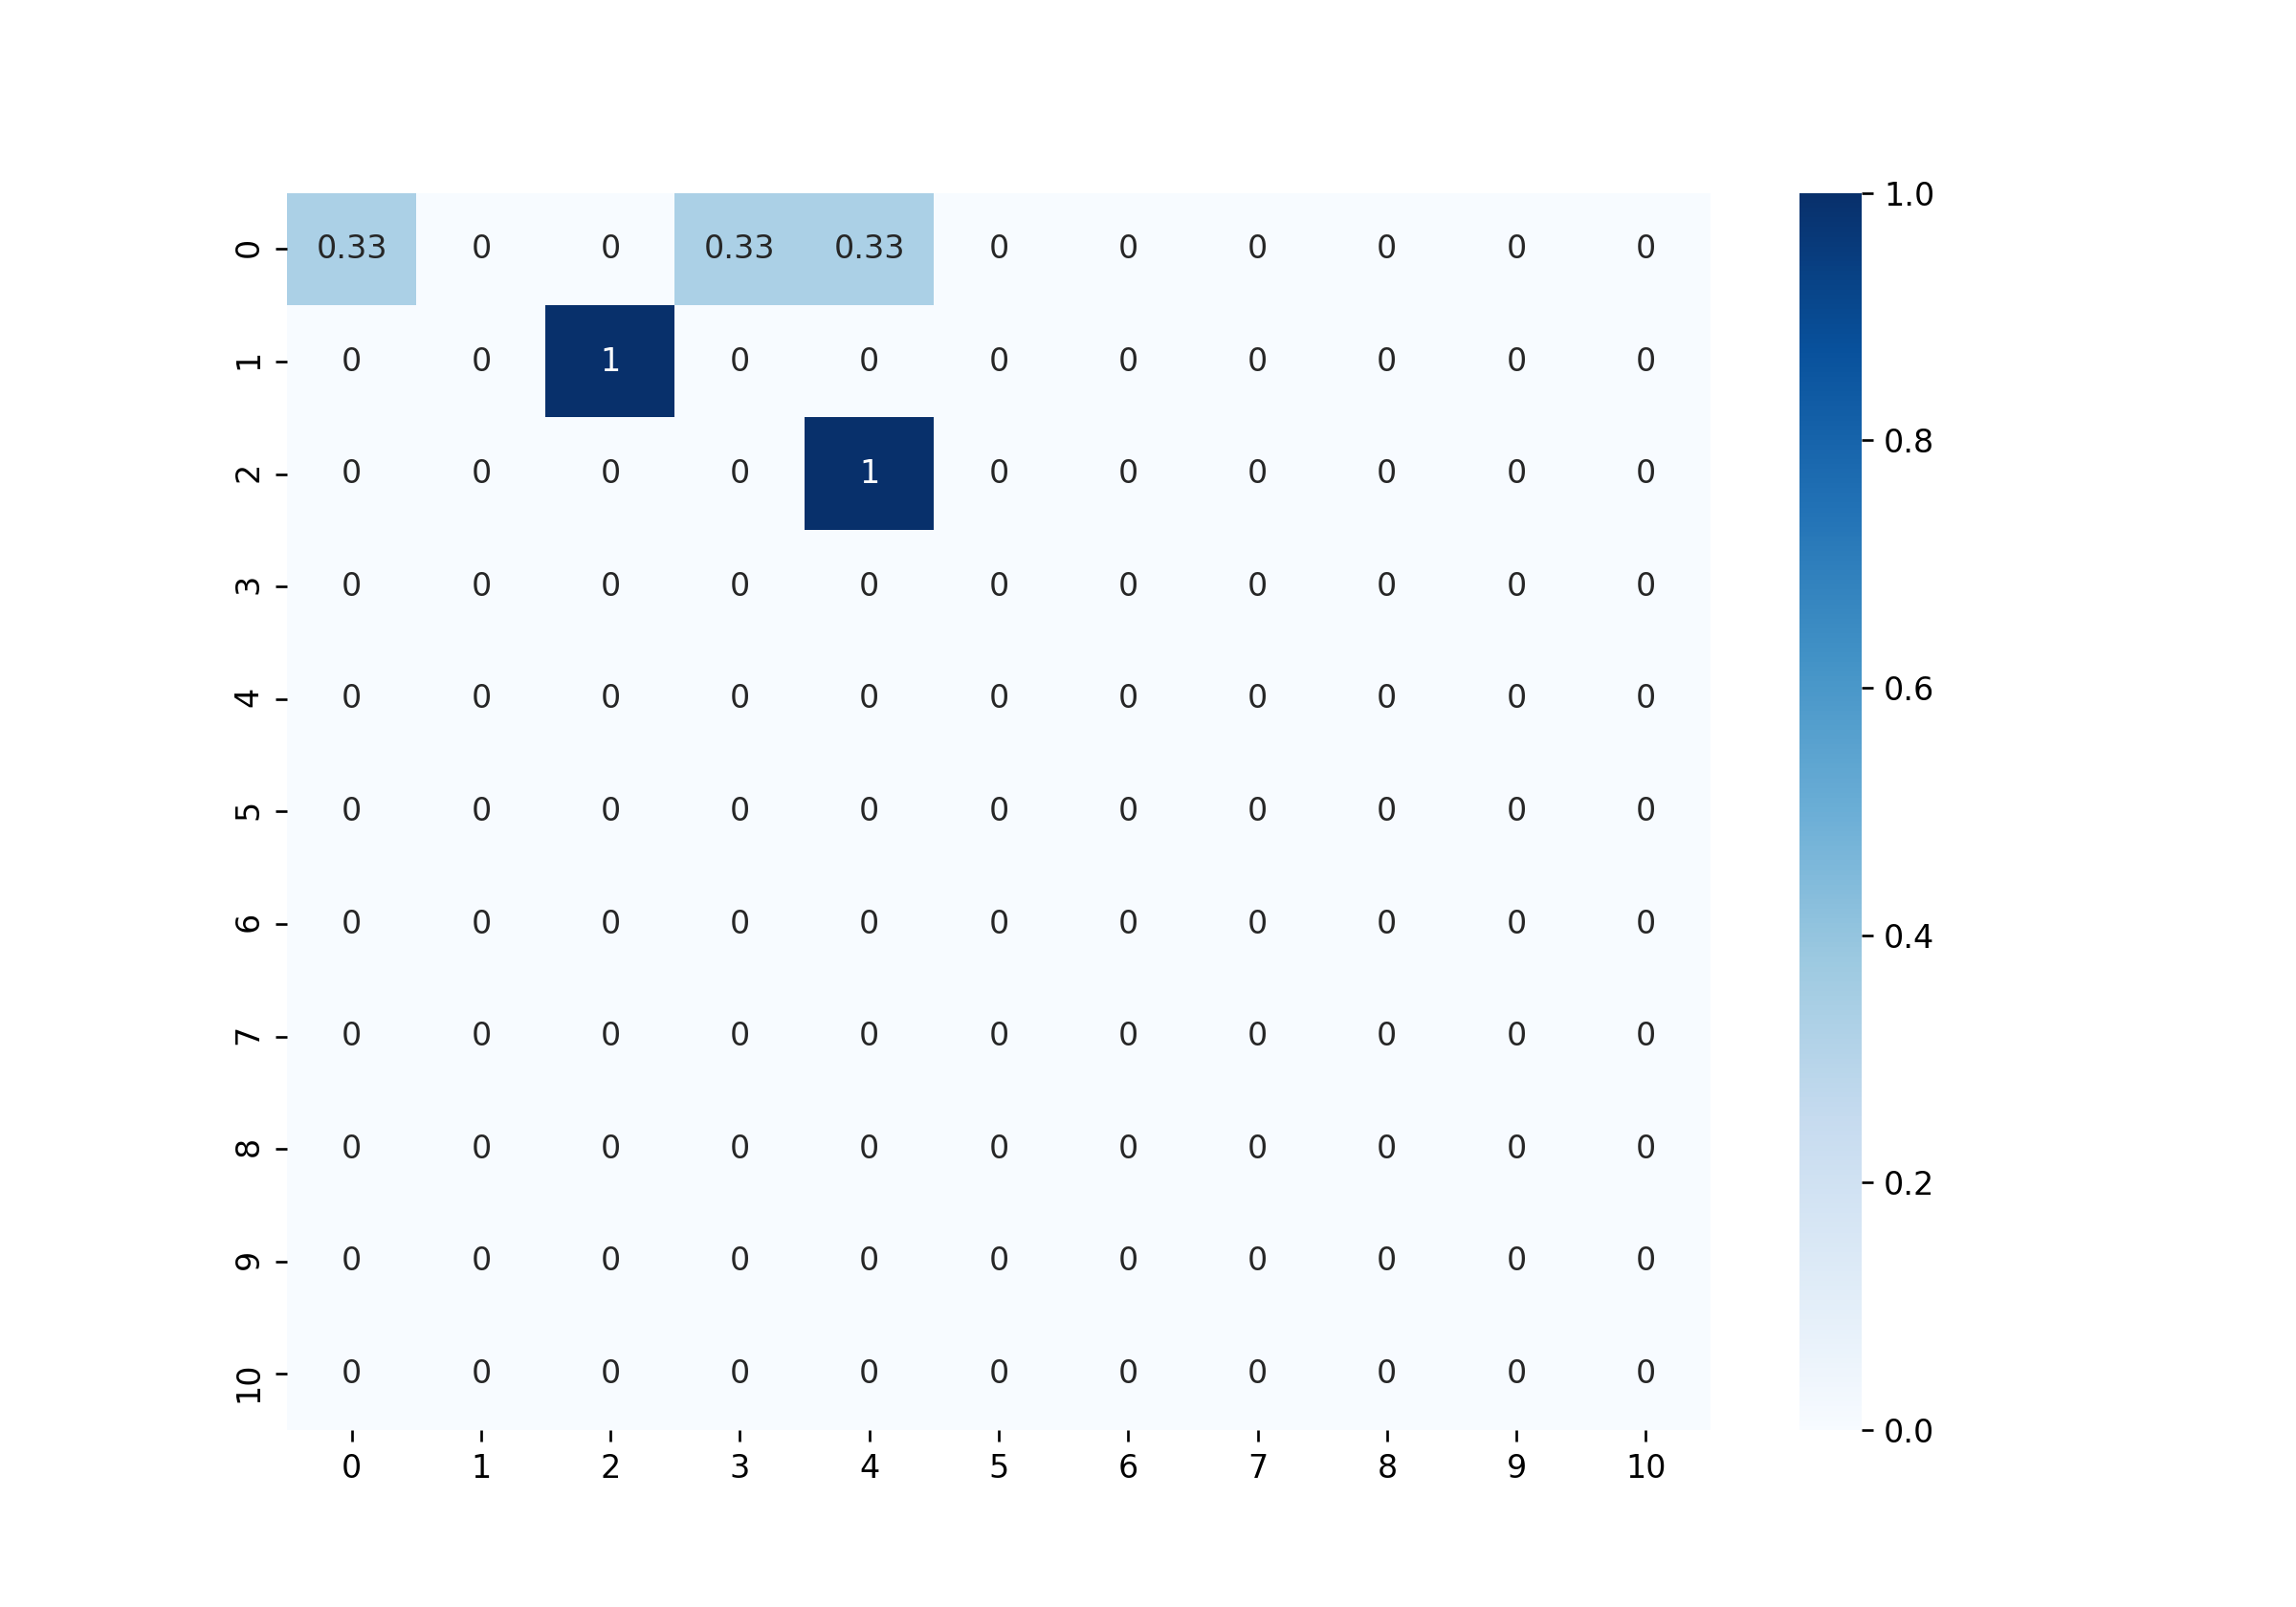 1.0
0 0.33 0 0 0.33 0.33 0 0 0 0 0 0
1 0 0 1 0 0 0 0 0 0 0 0
0.8
2 0 0 0 0 1 0 0 0 0 0 0
3 0 0 0 0 0 0 0 0 0 0 0
0.6
4 0 0 0 0 0 0 0 0 0 0 0
5 0 0 0 0 0 0 0 0 0 0 0
6 0 0 0 0 0 0 0 0 0 0 0
0.4
7 0 0 0 0 0 0 0 0 0 0 0
8 0 0 0 0 0 0 0 0 0 0 0
0.2
9 0 0 0 0 0 0 0 0 0 0 0
10 0 0 0 0 0 0 0 0 0 0 0
0.0
0 1 2 3 4 5 6 7 8 9 10